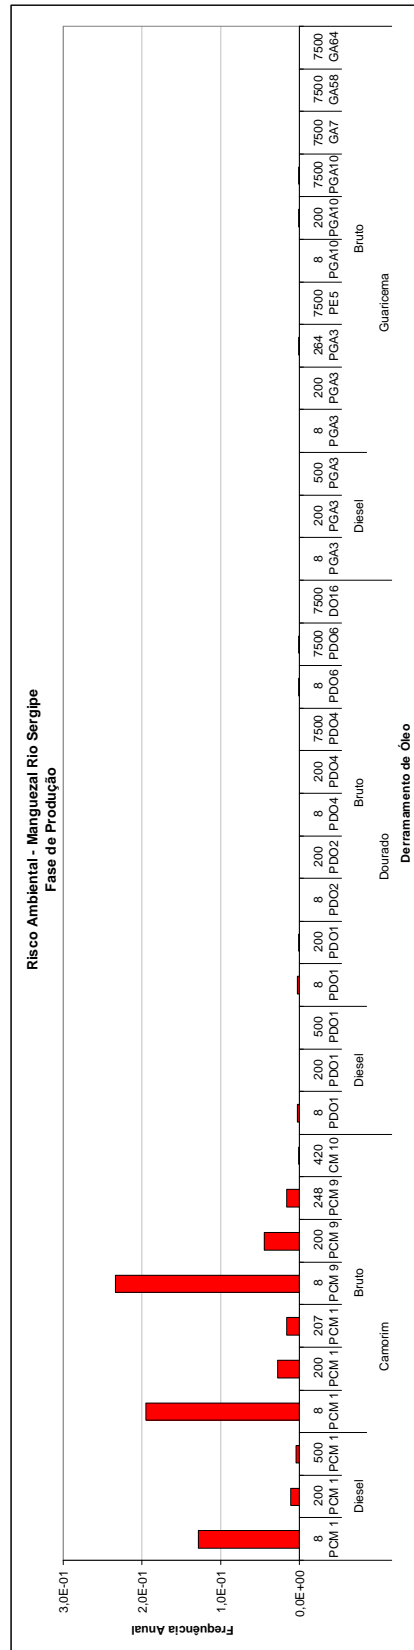 Risco Ambiental - Manguezal Rio Sergipe
Fase de Produção
Frequência Anual
3,0E-01
2,0E-01
1,0E-01
0,0E+00
8 200 500 8 200 207 8 200 248 420 8 200 500 8 200 8 200 8 200 7500 8 7500 7500 8 200 500 8 200 264 7500 8 200 7500 7500 7500 7500
PCM 1 PCM 1 PCM 1 PCM 1 PCM 1 PCM 1 PCM 9 PCM 9 PCM 9 CM 10 PDO1 PDO1 PDO1 PDO1 PDO1 PDO2 PDO2 PDO4 PDO4 PDO4 PDO6 PDO6 DO16 PGA3 PGA3 PGA3 PGA3 PGA3 PGA3 PE5 PGA10 PGA10 PGA10 GA7 GA58 GA64
Diesel Bruto Diesel Bruto Diesel Bruto
Camorim Dourado Guaricema
Derramamento de Óleo